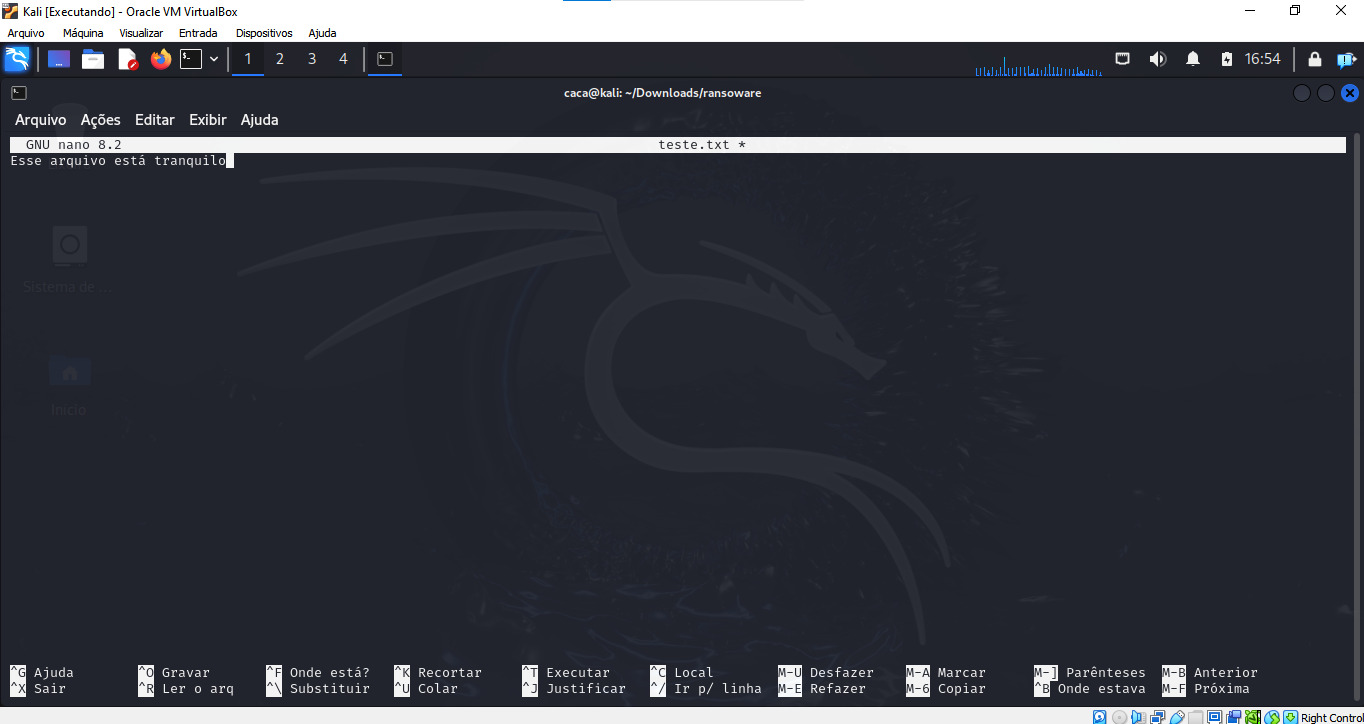 Kali [Executando] - Oracle VM VirtualBox
Arquivo Máquina Visualizar Entrada Dispositivos Ajuda
1 2 3 4 16:54
caca@kali: ~/Downloads/ransoware
Arquivo Ações Editar Exibir Ajuda
GNU nano 8.2 teste.txt *
Esse arquivo está tranquilo
Sistema de ...
Início
^G Ajuda ^O Gravar ^F Onde está? ^K Recortar ^T Executar ^C Local M-U Desfazer M-A Marcar M-] Parênteses M-B Anterior
^X Sair ^R Ler o arq ^\ Substituir ^U Colar ^J Justificar ^/ Ir p/ linha M-E Refazer M-6 Copiar ^B Onde estava M-F Próxima
Right Control